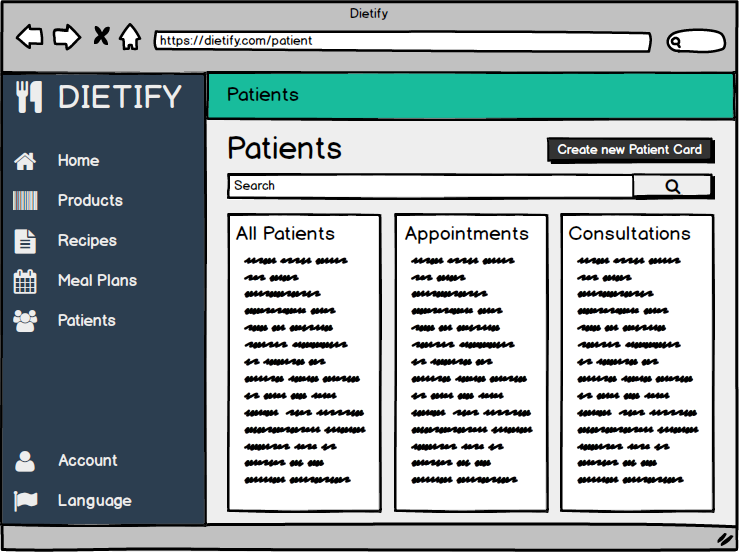 Dietify
https://dietify.com/patient
DIETIFY
Home
Products
Recipes
Meal Plans
Patients
Account
Language
Patients
Patients
Create new Patient Card
Search
All Patients
Appointments
Consultations